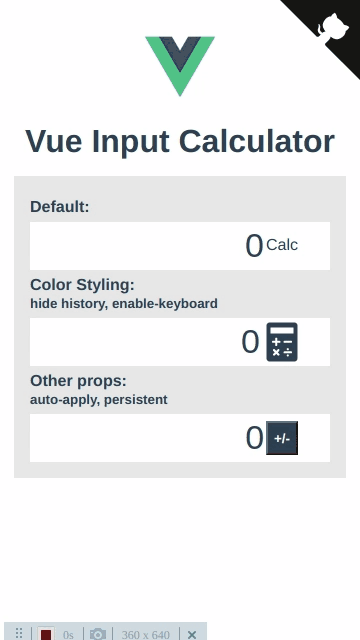 Vue Input Calculator
Default:
0 Calc
Color Styling:
hide history, enable-keyboard
0
Other props:
auto-apply, persistent
0 +/-
0s 360 x 640